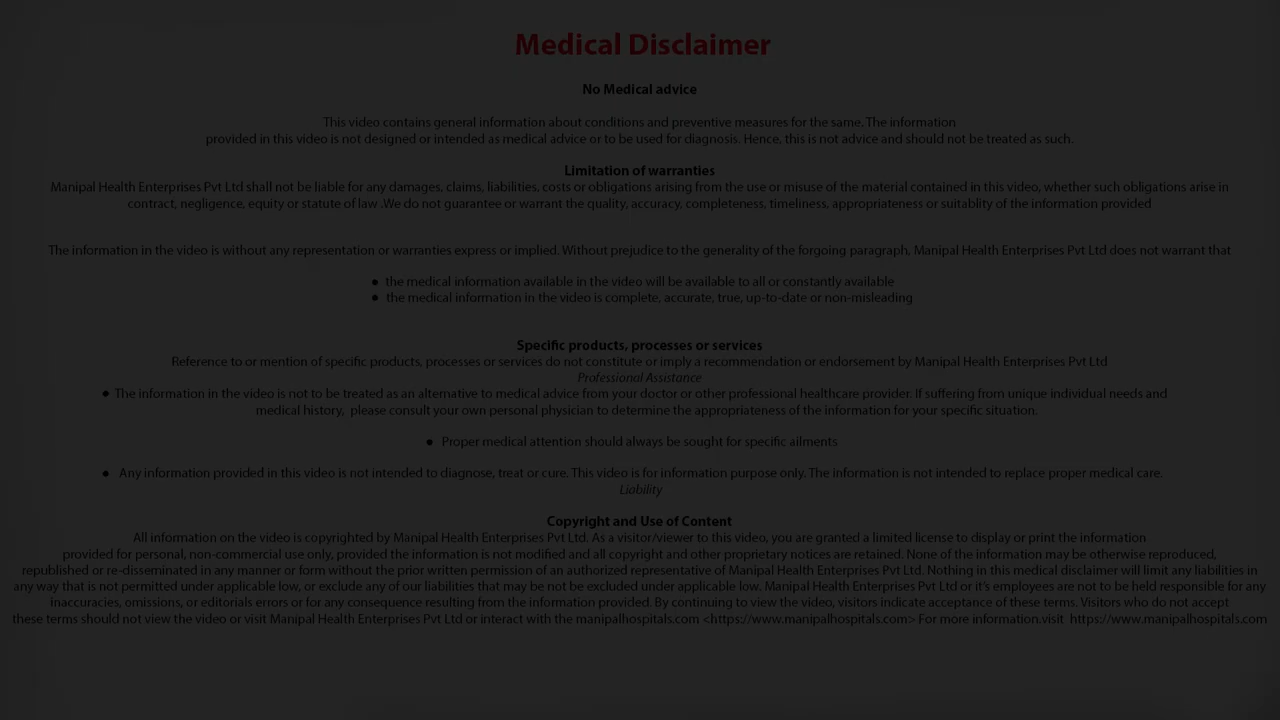 Medical Disclaimer
No Medical advice
This video contains general information about conditions and preventive measures for the same. The information
provided in this video is not designed or intended as medical advice or to be used for diagnosis. Hence, this is not advice and should not be treated as such.
Limitation of warranties
Manipal Health Enterprises Pvt Ltd shall not be liable for any damages, claims, liabilities, costs or obligations arising from the use or misuse of the material contained in this video, whether such obligations arise in
contract, negligence, equity or statute of law .We do not guarantee or warrant the quality, accuracy, completeness, timeliness, appropriateness or suitablity of the information provided
The information in the video is without any representation or warranties express or implied. Without prejudice to the generality of the forgoing paragraph, Manipal Health Enterprises Pvt Ltd does not warrant that
● the medical information available in the video will be available to all or constantly available
● the medical information in the video is complete, accurate, true, up-to-date or non-misleading
Specific products, processes or services
Reference to or mention of specific products, processes or services do not constitute or imply a recommendation or endorsement by Manipal Health Enterprises Pvt Ltd
Professional Assistance
● The information in the video is not to be treated as an alternative to medical advice from your doctor or other professional healthcare provider. If suffering from unique individual needs and
medical history, please consult your own personal physician to determine the appropriateness of the information for your specific situation.
● Proper medical attention should always be sought for specific ailments
● Any information provided in this video is not intended to diagnose, treat or cure. This video is for information purpose only. The information is not intended to replace proper medical care.
Liability
Copyright and Use of Content
All information on the video is copyrighted by Manipal Health Enterprises Pvt Ltd. As a visitor/viewer to this video, you are granted a limited license to display or print the information
provided for personal, non-commercial use only, provided the information is not modified and all copyright and other proprietary notices are retained. None of the information may be otherwise reproduced,
republished or re-disseminated in any manner or form without the prior written permission of an authorized representative of Manipal Health Enterprises Pvt Ltd. Nothing in this medical disclaimer will limit any liabilities in
any way that is not permitted under applicable low, or exclude any of our liabilities that may be not be excluded under applicable low. Manipal Health Enterprises Pvt Ltd or it's employees are not to be held responsible for any
inaccuracies, omissions, or editorials errors or for any consequence resulting from the information provided. By continuing to view the video, visitors indicate acceptance of these terms. Visitors who do not accept
these terms should not view the video or visit Manipal Health Enterprises Pvt Ltd or interact with the manipalhospitals.com <https://www.manipalhospitals.com> For more information.visit https://www.manipalhospitals.com